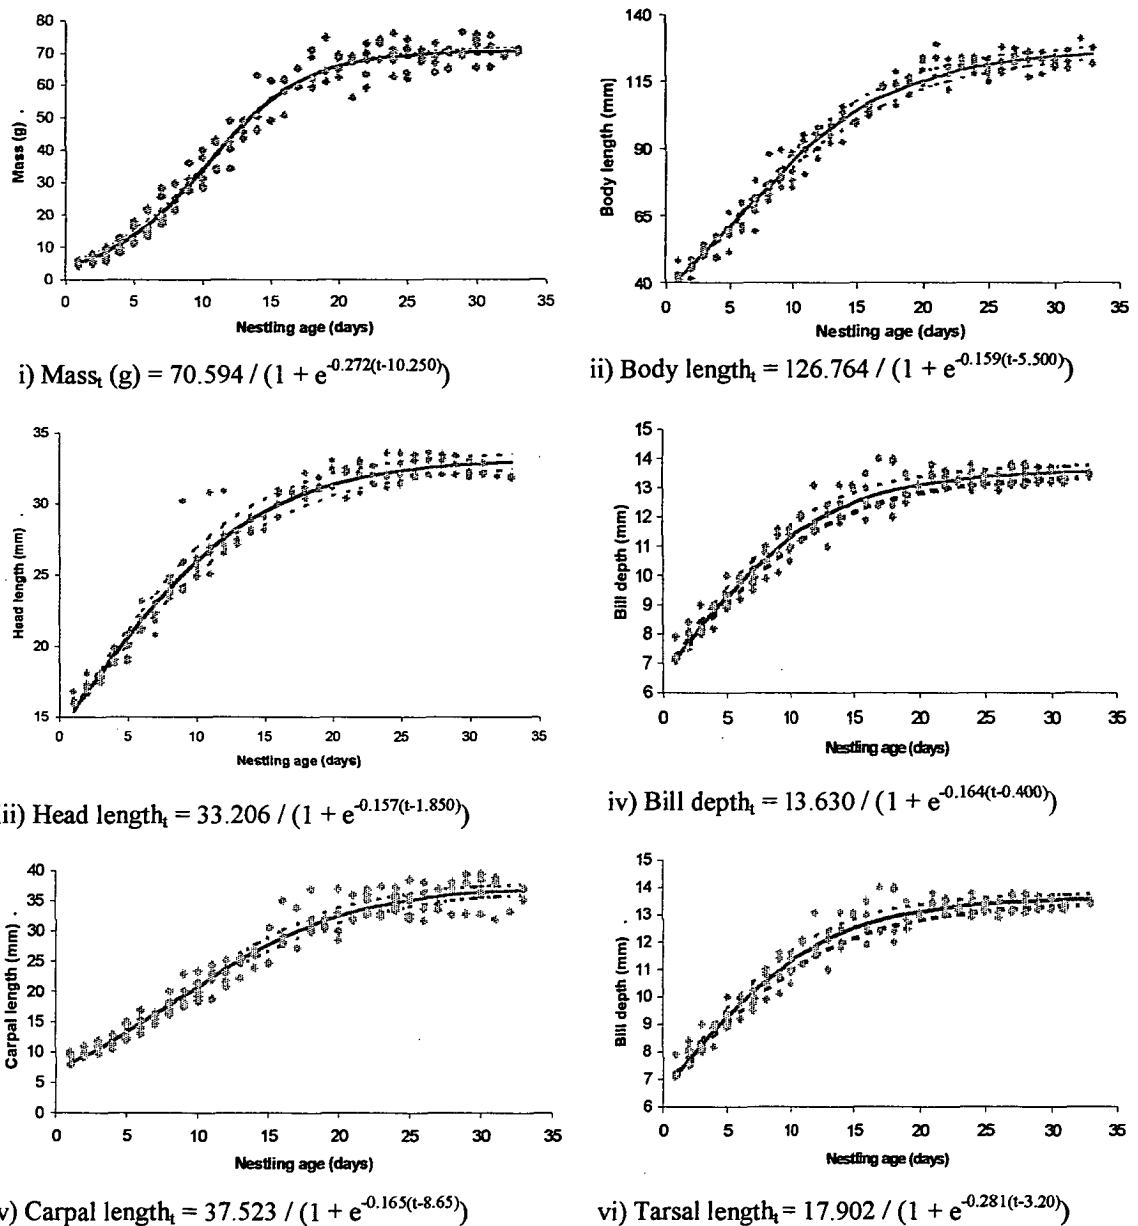 80
70
60
50
40
30
20
10
0
Mass (g)
0 5 10 15 20 25 30 35
Nestling age (days)
i) Massₜ (g) = 70.594 / (1 + e^-0.272(t-10.250))
140
115
90
65
40
Body length (mm)
0 5 10 15 20 25 30 35
Nestling age (days)
ii) Body lengthₜ = 126.764 / (1 + e^-0.159(t-5.500))
35
30
25
20
15
Head length (mm)
0 5 10 15 20 25 30 35
Nestling age (days)
ii) Head lengthₜ = 33.206 / (1 + e^-0.157(t-1.850))
15
14
13
12
11
10
9
8
7
6
Bill depth (mm)
0 5 10 15 20 25 30 35
Nestling age (days)
iv) Bill depthₜ = 13.630 / (1 + e^-0.164(t-0.400))
40
35
30
25
20
15
10
5
0
Carpal length (mm)
0 5 10 15 20 25 30 35
Nestling age (days)
v) Carpal lengthₜ = 37.523 / (1 + e^-0.165(t-8.65))
15
14
13
12
11
10
9
8
7
6
Bill depth (mm)
0 5 10 15 20 25 30 35
Nestling age (days)
vi) Tarsal lengthₜ = 17.902 / (1 + e^-0.281(t-3.20))